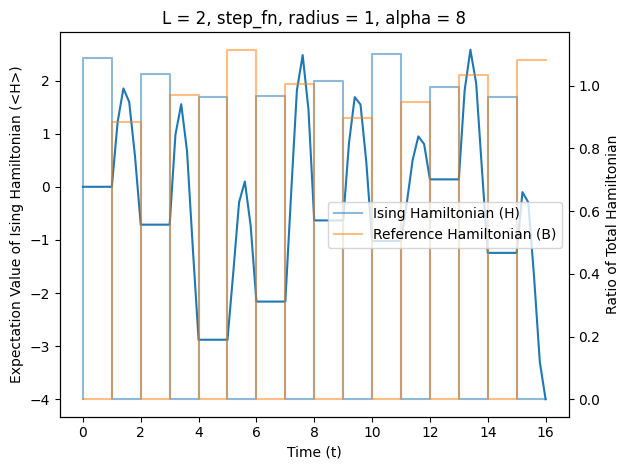 L = 2, step_fn, radius = 1, alpha = 8
Expectation Value of Ising Hamiltonian (<H>)
2
1
0
−1
−2
−3
−4
Ising Hamiltonian (H)
Reference Hamiltonian (B)
1.0
0.8
0.6
0.4
0.2
0.0
Ratio of Total Hamiltonian
0 2 4 6 8 10 12 14 16
Time (t)